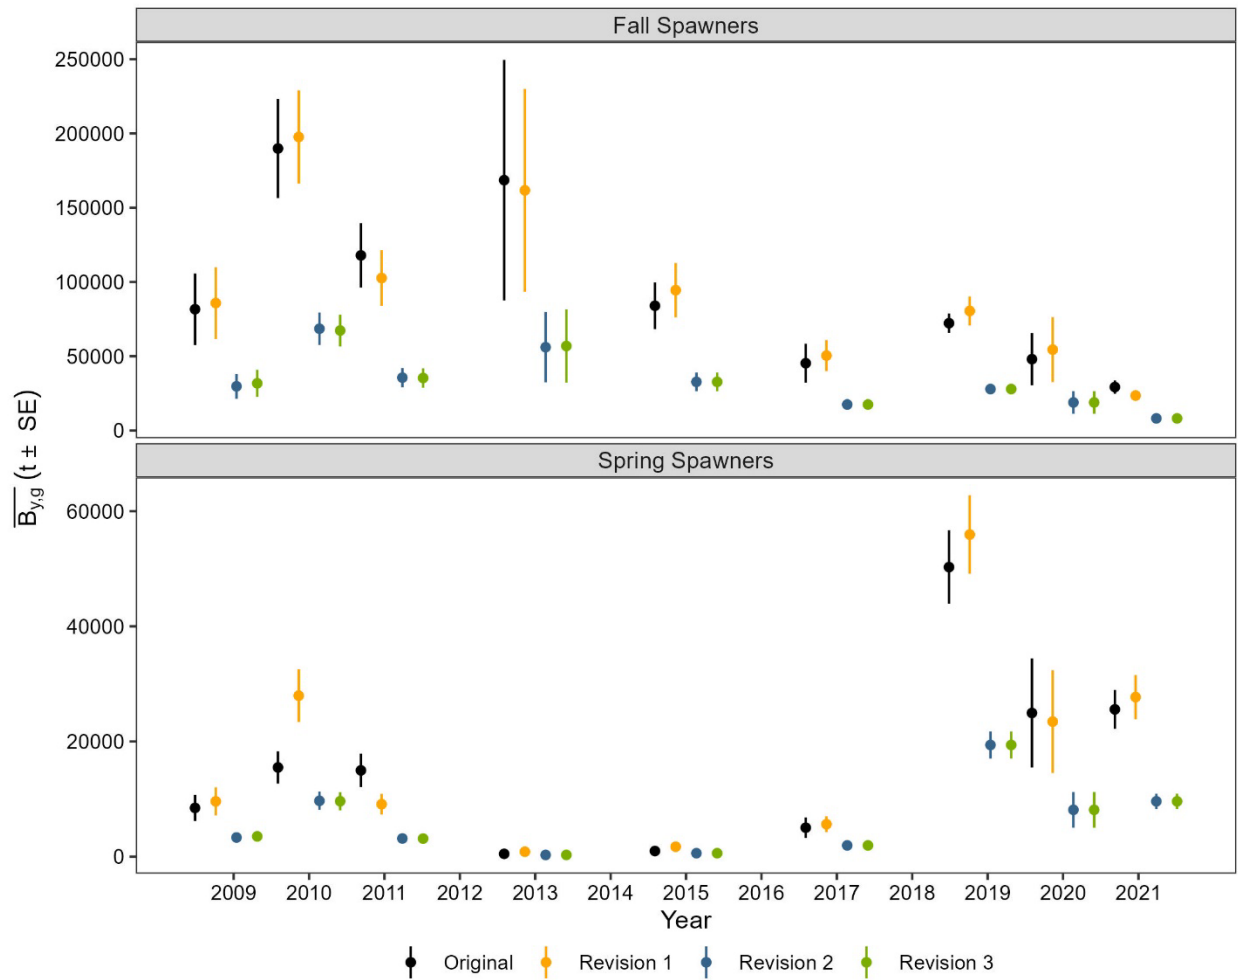 Fall Spawners
250000
200000
150000
100000
50000
0
Spring Spawners
60000
40000
20000
0
B̅y,g (t ± SE)
2009 2010 2011 2012 2013 2014 2015 2016 2017 2018 2019 2020 2021
Year
Original Revision 1 Revision 2 Revision 3